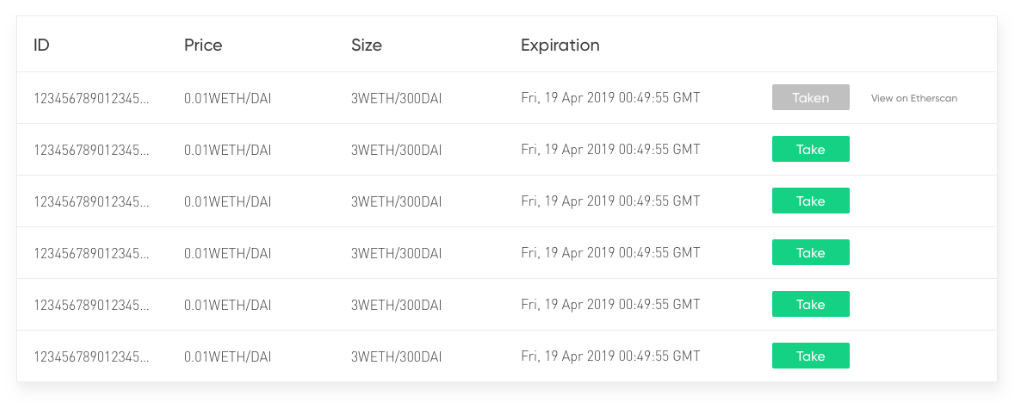 ID Price Size Expiration
123456789012345... 0.01WETH/DAI 3WETH/300DAI Fri, 19 Apr 2019 00:49:55 GMT Taken View on Etherscan
123456789012345... 0.01WETH/DAI 3WETH/300DAI Fri, 19 Apr 2019 00:49:55 GMT Take
123456789012345... 0.01WETH/DAI 3WETH/300DAI Fri, 19 Apr 2019 00:49:55 GMT Take
123456789012345... 0.01WETH/DAI 3WETH/300DAI Fri, 19 Apr 2019 00:49:55 GMT Take
123456789012345... 0.01WETH/DAI 3WETH/300DAI Fri, 19 Apr 2019 00:49:55 GMT Take
123456789012345... 0.01WETH/DAI 3WETH/300DAI Fri, 19 Apr 2019 00:49:55 GMT Take